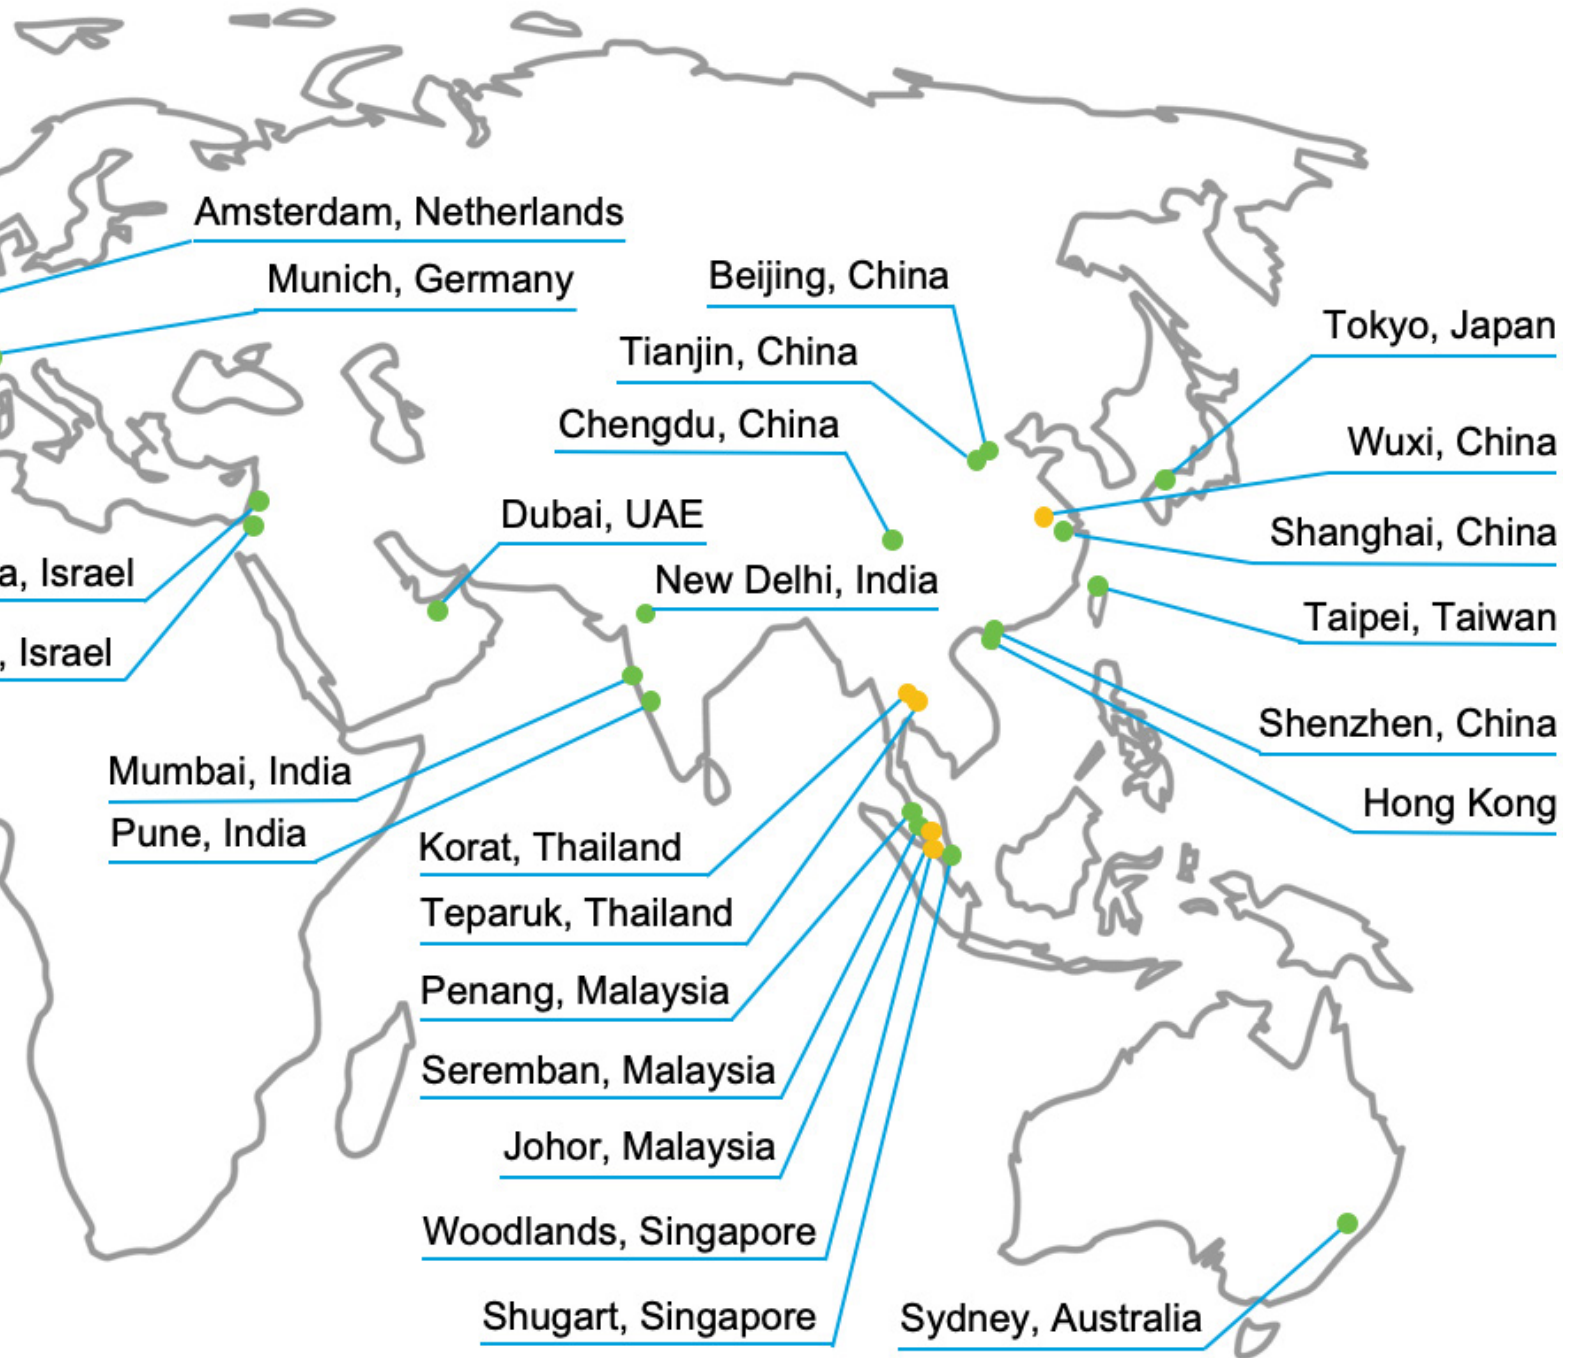 Amsterdam, Netherlands
Munich, Germany
Beijing, China
Tokyo, Japan
Tianjin, China
Chengdu, China
Wuxi, China
Dubai, UAE
Shanghai, China
a, Israel
New Delhi, India
Taipei, Taiwan
, Israel
Shenzhen, China
Mumbai, India
Hong Kong
Pune, India
Korat, Thailand
Teparuk, Thailand
Penang, Malaysia
Seremban, Malaysia
Johor, Malaysia
Woodlands, Singapore
Shugart, Singapore
Sydney, Australia